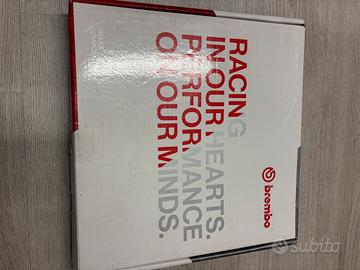 RACING
IN OUR HEARTS.
PERFORMANCE
ON OUR MINDS.
brembo
subito